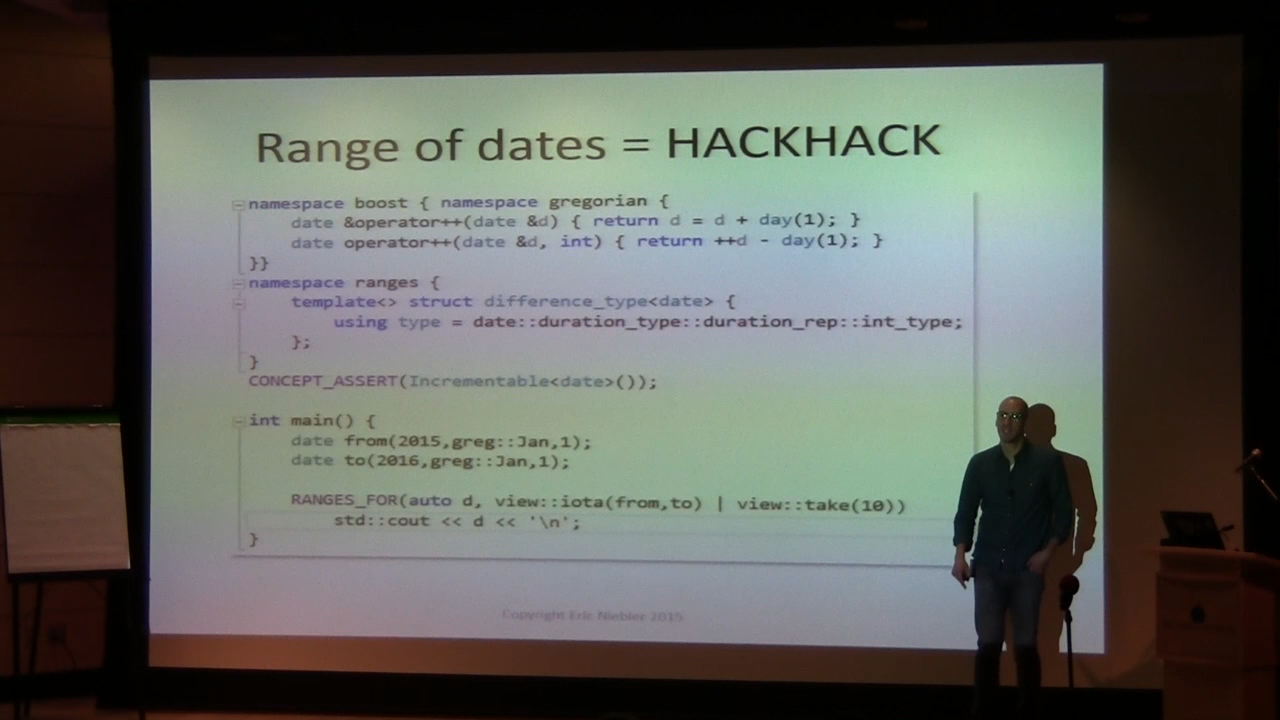 Range of dates = HACKHACK
namespace boost { namespace gregorian {
date &operator++(date &d) { return d = d + day(1); }
date operator++(date &d, int) { return ++d - day(1); }
}}
namespace ranges {
template<> struct difference_type<date> {
using type = date::duration_type::duration_rep::int_type;
};
}
CONCEPT_ASSERT(Incrementable<date>());
int main() {
date from(2015,greg::Jan,1);
date to(2016,greg::Jan,1);
RANGES_FOR(auto d, view::iota(from,to) | view::take(10))
std::cout << d << '\n';
}
Copyright Eric Niebler 2015